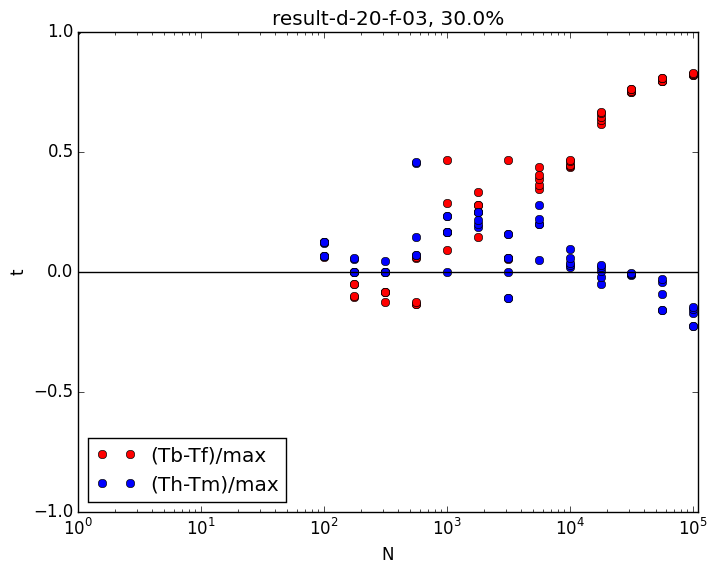 result-d-20-f-03, 30.0%
1.0
0.5
0.0
−0.5
−1.0
t
(Tb-Tf)/max
(Th-Tm)/max
10^0 10^1 10^2 10^3 10^4 10^5
N